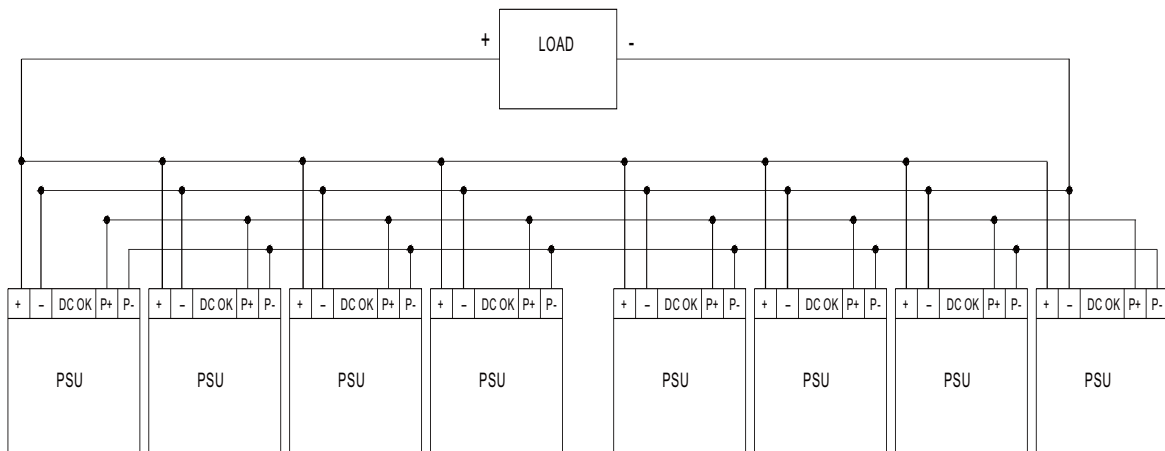 + LOAD -
+ – DC OK P+ P- + – DC OK P+ P- + – DC OK P+ P- + – DC OK P+ P- + – DC OK P+ P- + – DC OK P+ P- + – DC OK P+ P- + – DC OK P+ P-
PSU PSU PSU PSU PSU PSU PSU PSU